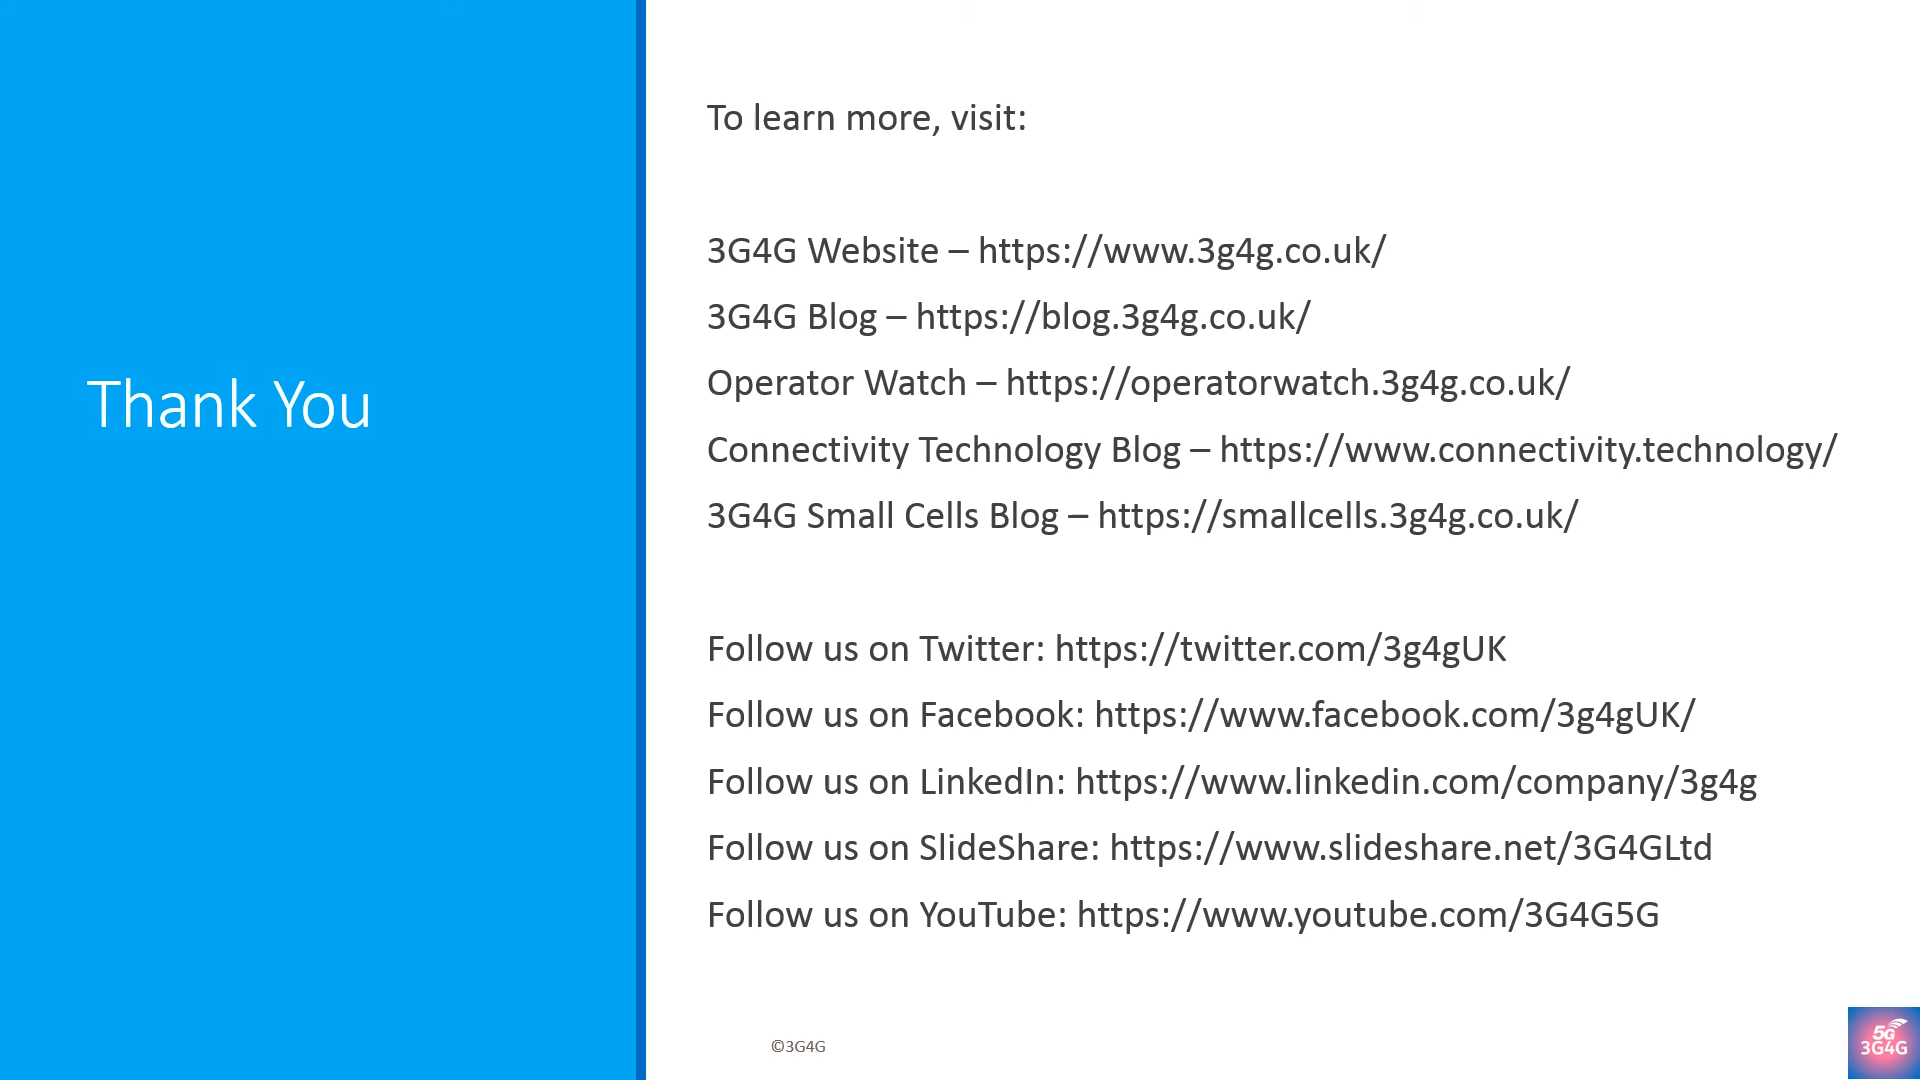 Thank You
To learn more, visit:
3G4G Website – https://www.3g4g.co.uk/
3G4G Blog – https://blog.3g4g.co.uk/
Operator Watch – https://operatorwatch.3g4g.co.uk/
Connectivity Technology Blog – https://www.connectivity.technology/
3G4G Small Cells Blog – https://smallcells.3g4g.co.uk/
Follow us on Twitter: https://twitter.com/3g4gUK
Follow us on Facebook: https://www.facebook.com/3g4gUK/
Follow us on LinkedIn: https://www.linkedin.com/company/3g4g
Follow us on SlideShare: https://www.slideshare.net/3G4GLtd
Follow us on YouTube: https://www.youtube.com/3G4G5G
©3G4G
5G
3G4G